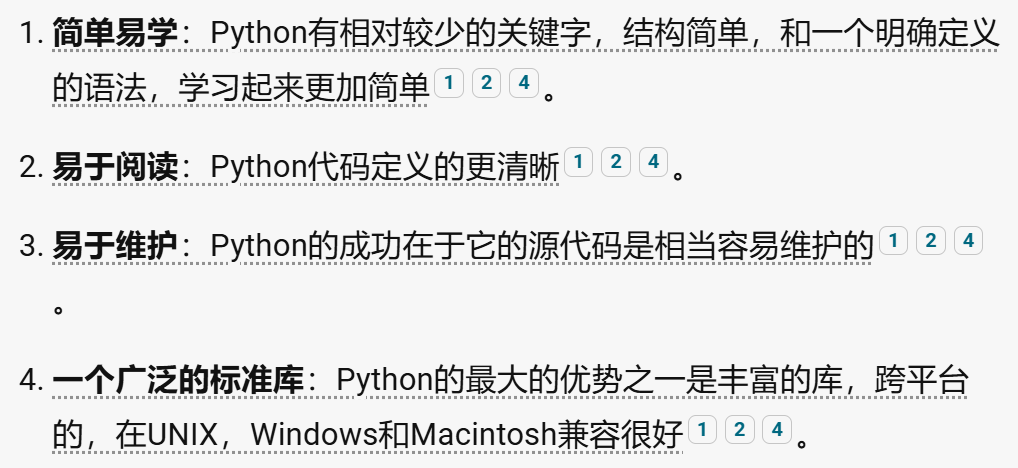 1. 简单易学：Python有相对较少的关键字，结构简单，和一个明确定义
的语法，学习起来更加简单 1 2 4 。
2. 易于阅读：Python代码定义的更清晰 1 2 4 。
3. 易于维护：Python的成功在于它的源代码是相当容易维护的 1 2 4
。
4. 一个广泛的标准库：Python的最大的优势之一是丰富的库，跨平台
的，在UNIX，Windows和Macintosh兼容很好 1 2 4 。